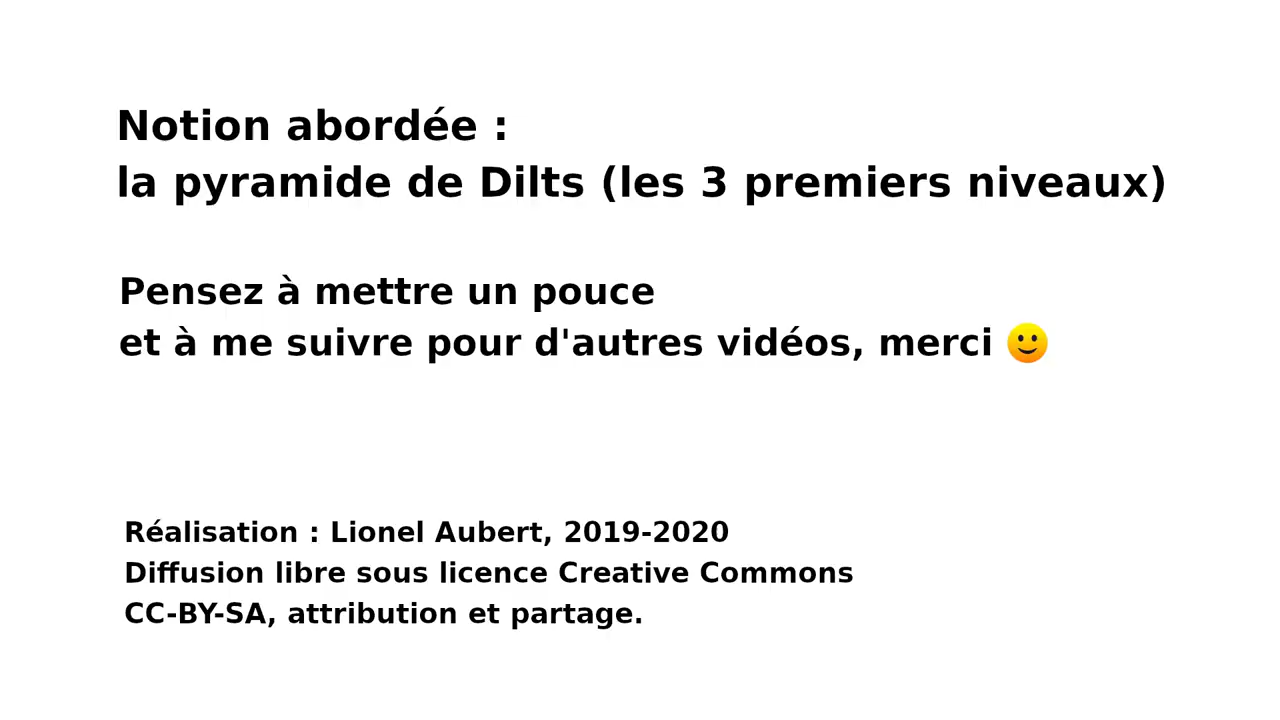 Notion abordée :
la pyramide de Dilts (les 3 premiers niveaux)
Pensez à mettre un pouce
et à me suivre pour d'autres vidéos, merci 🙂
Réalisation : Lionel Aubert, 2019-2020
Diffusion libre sous licence Creative Commons
CC-BY-SA, attribution et partage.